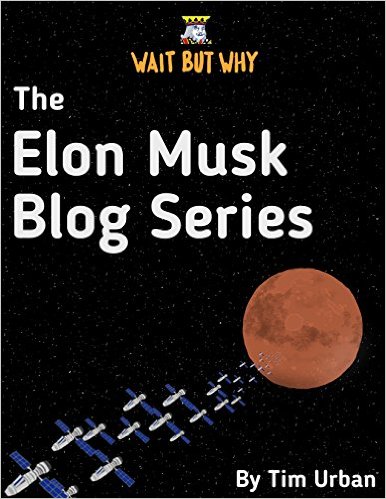 WAIT BUT WHY
The
Elon Musk
Blog Series
By Tim Urban